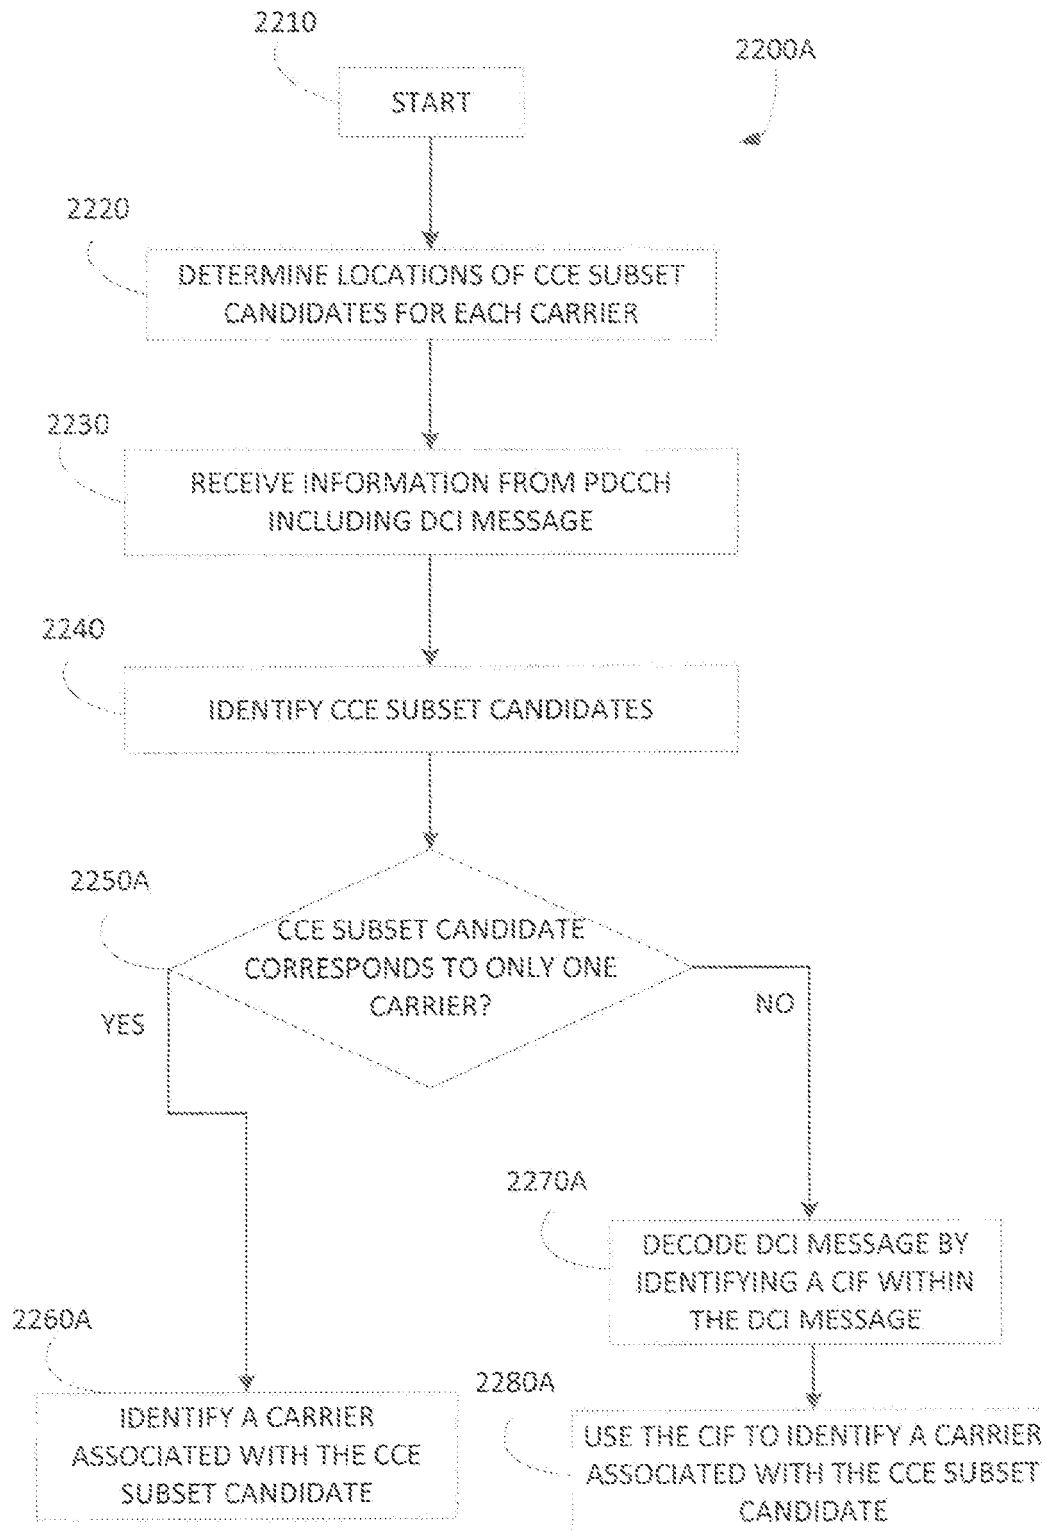 2210
2200A
START
2220
DETERMINE LOCATIONS OF CCE SUBSET
CANDIDATES FOR EACH CARRIER
2230
RECEIVE INFORMATION FROM PDCCH
INCLUDING DCI MESSAGE
2240
IDENTIFY CCE SUBSET CANDIDATES
2250A
CCE SUBSET CANDIDATE
CORRESPONDS TO ONLY ONE
CARRIER?
YES
NO
2270A
DECODE DCI MESSAGE BY
IDENTIFYING A CIF WITHIN
THE DCI MESSAGE
2260A
IDENTIFY A CARRIER
ASSOCIATED WITH THE CCE
SUBSET CANDIDATE
2280A
USE THE CIF TO IDENTIFY A CARRIER
ASSOCIATED WITH THE CCE SUBSET
CANDIDATE